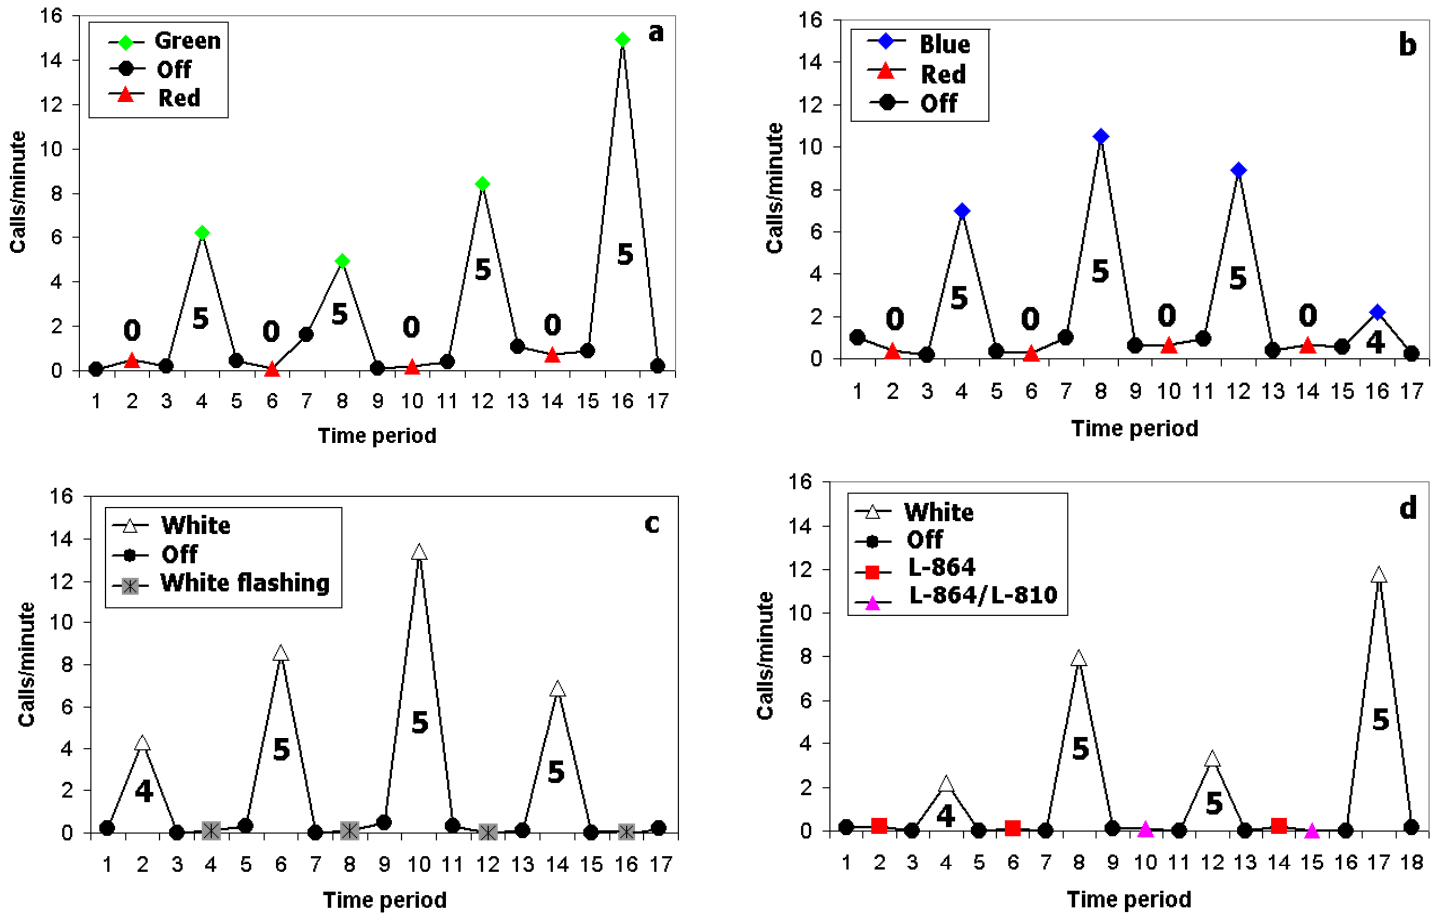 a
Green
Off
Red
16
14
12
10
8
6
4
2
0
Calls/minute
0 5 0 5 0 5 0 5
1 2 3 4 5 6 7 8 9 10 11 12 13 14 15 16 17
Time period
b
Blue
Red
Off
16
14
12
10
8
6
4
2
0
Calls/minute
0 5 0 5 0 5 0 4
1 2 3 4 5 6 7 8 9 10 11 12 13 14 15 16 17
Time period
c
White
Off
White flashing
16
14
12
10
8
6
4
2
0
Calls/minute
4 5 5 5
1 2 3 4 5 6 7 8 9 10 11 12 13 14 15 16 17
Time period
d
White
Off
L-864
L-864/L-810
16
14
12
10
8
6
4
2
0
Calls/minute
4 5 5 5
1 2 3 4 5 6 7 8 9 10 11 12 13 14 15 16 17 18
Time period